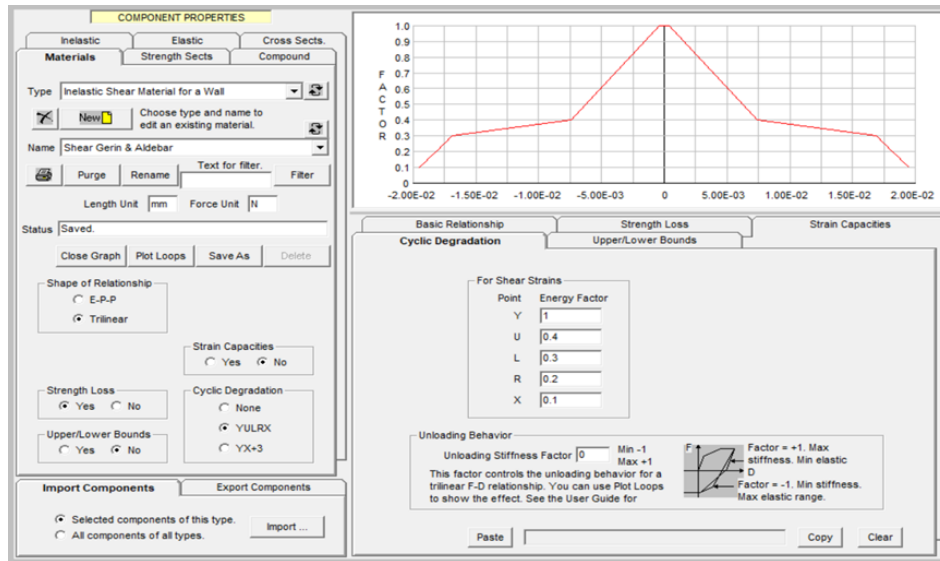 COMPONENT PROPERTIES
Inelastic Elastic Cross Sects.
Materials Strength Sects Compound
Type Inelastic Shear Material for a Wall
New Choose type and name to
edit an existing material.
Name Shear Gerin & Aldebar
Text for filter.
Purge Rename Filter
Length Unit mm Force Unit N
Status Saved.
Close Graph Plot Loops Save As Delete
Shape of Relationship
E-P-P
Trilinear
Strain Capacities
Yes No
Strength Loss
Yes No
Cyclic Degradation
None
YULRX
YX+3
Upper/Lower Bounds
Yes No
Import Components Export Components
Selected components of this type.
All components of all types.
Import ...
FACTOR
1.0
0.9
0.8
0.7
0.6
0.5
0.4
0.3
0.2
0.1
0
-2.00E-02 -1.50E-02 -1.00E-02 -5.00E-03 0 5.00E-03 1.00E-02 1.50E-02 2.00E-02
Basic Relationship Strength Loss Strain Capacities
Cyclic Degradation Upper/Lower Bounds
For Shear Strains
Point Energy Factor
Y 1
U 0.4
L 0.3
R 0.2
X 0.1
Unloading Behavior
Unloading Stiffness Factor 0 Min -1
Max +1
This factor controls the unloading behavior for a
trilinear F-D relationship. You can use Plot Loops
to show the effect. See the User Guide for
F
D
Factor = +1. Max
stiffness. Min elastic
Factor = -1. Min stiffness.
Max elastic range.
Paste Copy Clear